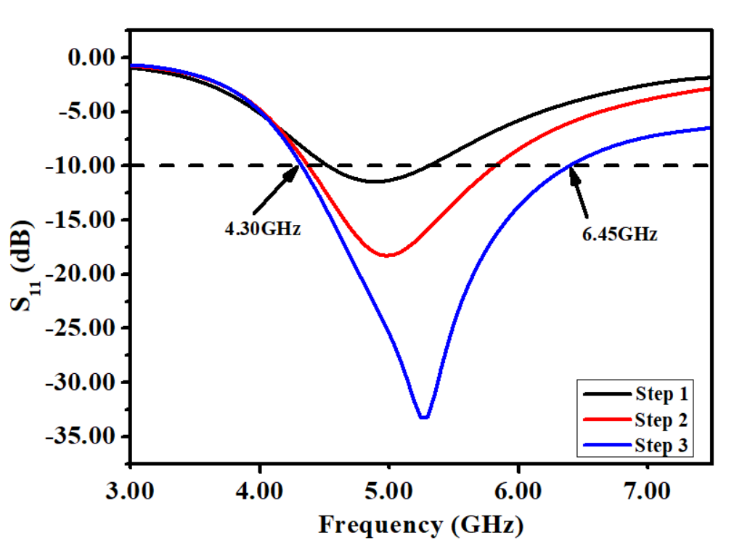 0.00
-5.00
-10.00
-15.00
-20.00
-25.00
-30.00
-35.00
S11 (dB)
4.30GHz
6.45GHz
Step 1
Step 2
Step 3
3.00 4.00 5.00 6.00 7.00
Frequency (GHz)